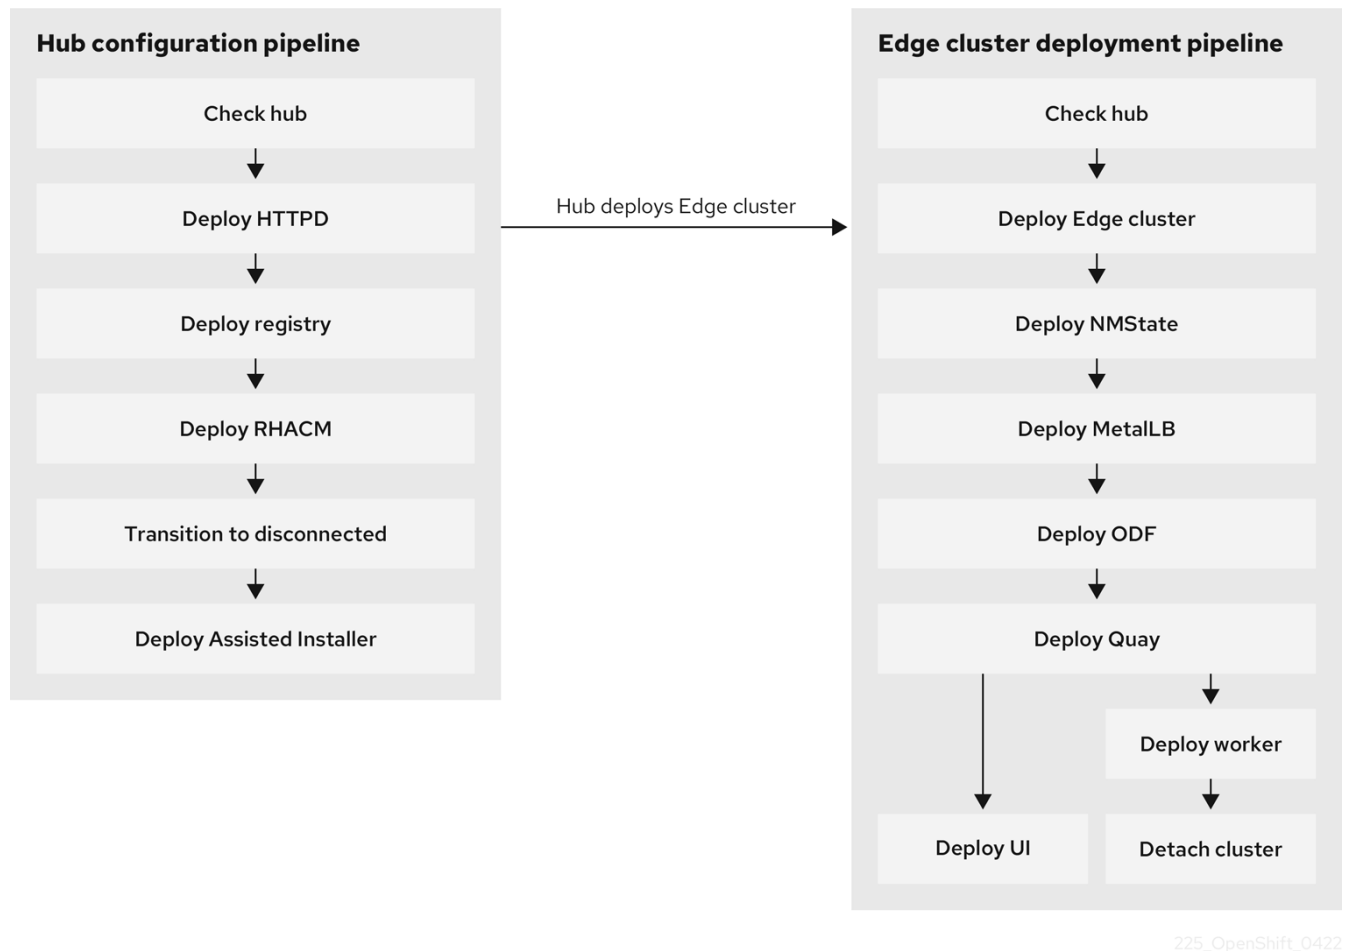 Hub configuration pipeline
Check hub
Deploy HTTPD
Deploy registry
Deploy RHACM
Transition to disconnected
Deploy Assisted Installer
Hub deploys Edge cluster
Edge cluster deployment pipeline
Check hub
Deploy Edge cluster
Deploy NMState
Deploy MetalLB
Deploy ODF
Deploy Quay
Deploy worker
Deploy UI
Detach cluster
225_OpenShift_0422